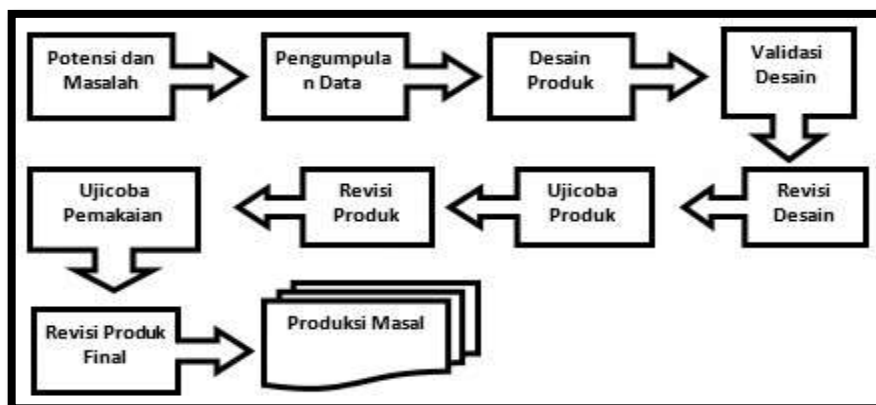 Potensi dan
Masalah
Pengumpula
n Data
Desain
Produk
Validasi
Desain
Revisi
Desain
Ujicoba
Produk
Revisi
Produk
Ujicoba
Pemakaian
Revisi Produk
Final
Produksi Masal